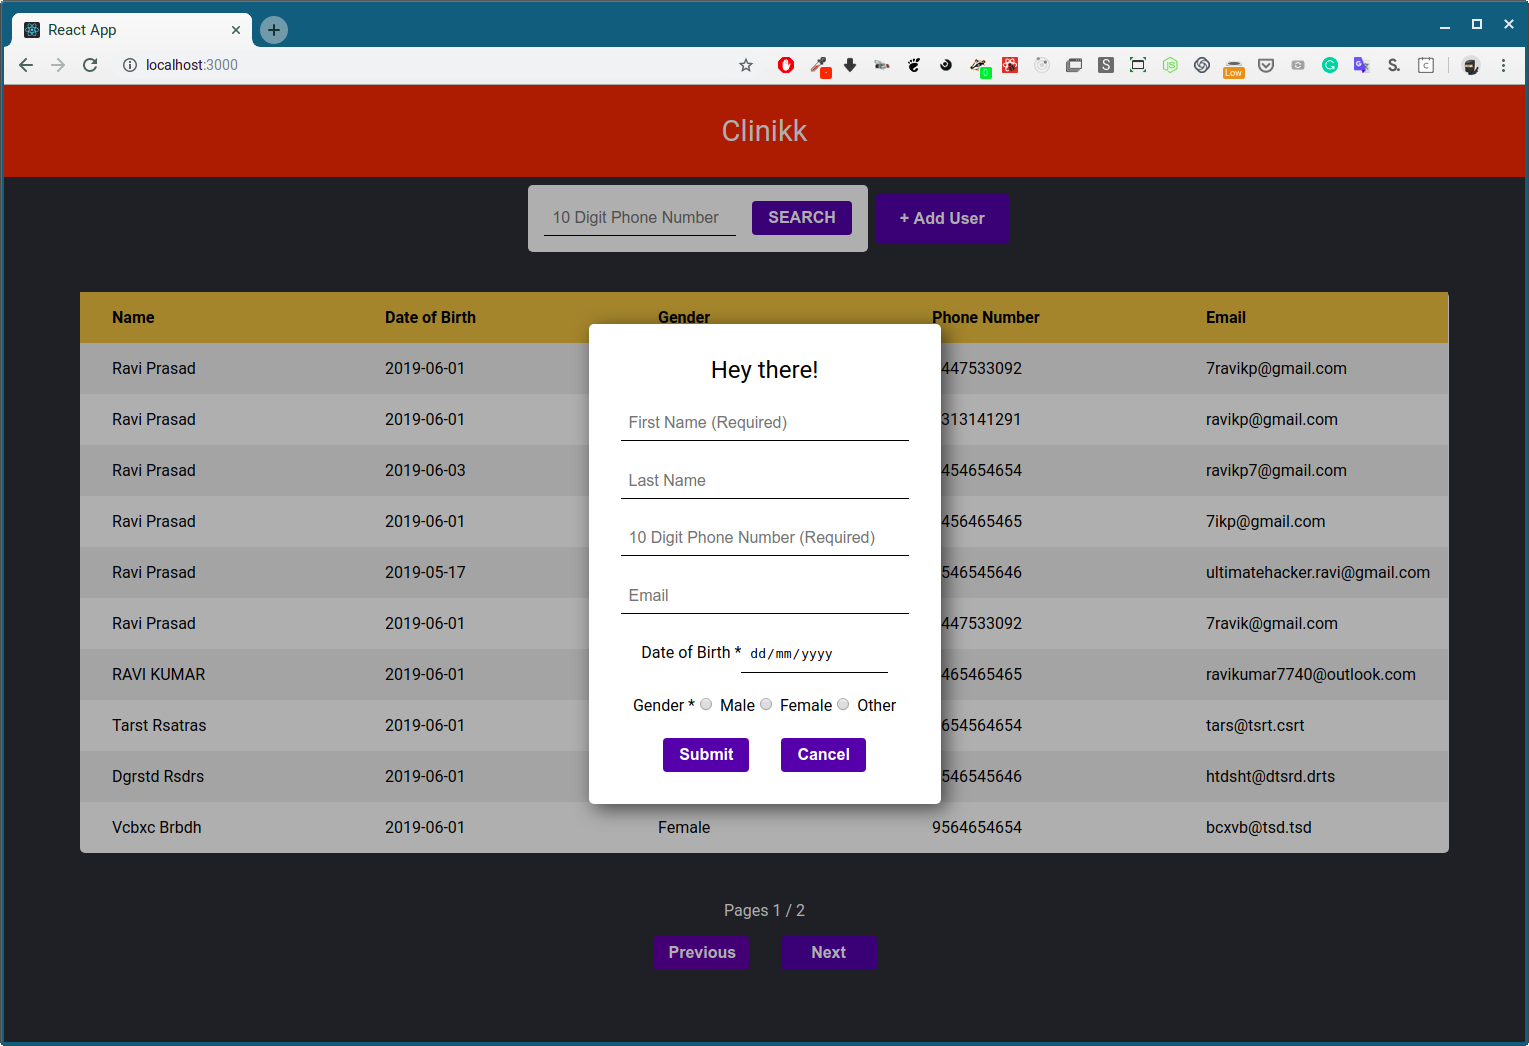 React App
localhost:3000
Low
0
Clinikk
10 Digit Phone Number SEARCH + Add User
Name Date of Birth Gender Phone Number Email
Ravi Prasad 2019-06-01 447533092 7ravikp@gmail.com
Ravi Prasad 2019-06-01 313141291 ravikp@gmail.com
Ravi Prasad 2019-06-03 454654654 ravikp7@gmail.com
Ravi Prasad 2019-06-01 456465465 7ikp@gmail.com
Ravi Prasad 2019-05-17 546545646 ultimatehacker.ravi@gmail.com
Ravi Prasad 2019-06-01 447533092 7ravik@gmail.com
RAVI KUMAR 2019-06-01 465465465 ravikumar7740@outlook.com
Tarst Rsatras 2019-06-01 654564654 tars@tsrt.csrt
Dgrstd Rsdrs 2019-06-01 546545646 htdsht@dtsrd.drts
Vcbxc Brbdh 2019-06-01 Female 9564654654 bcxvb@tsd.tsd
Hey there!
First Name (Required)
Last Name
10 Digit Phone Number (Required)
Email
Date of Birth * dd/mm/yyyy
Gender * Male Female Other
Submit Cancel
Pages 1 / 2
Previous Next